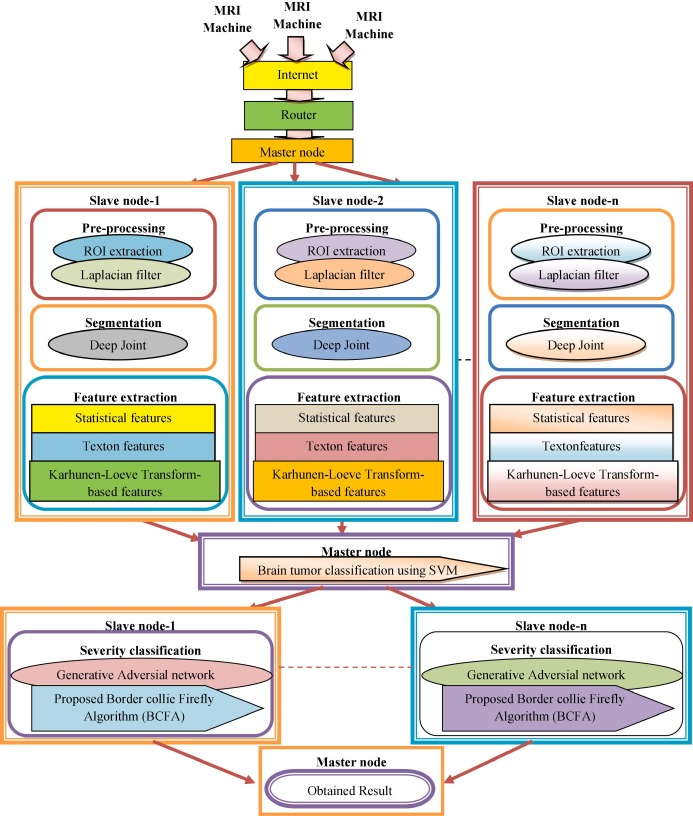 MRI
Machine
MRI
Machine
MRI
Machine
Internet
Router
Master node
Slave node-1
Pre-processing
ROI extraction
Laplacian filter
Segmentation
Deep Joint
Feature extraction
Statistical features
Texton features
Karhunen-Loeve Transform-
based features
Slave node-2
Pre-processing
ROI extraction
Laplacian filter
Segmentation
Deep Joint
Feature extraction
Statistical features
Texton features
Karhunen-Loeve Transform-
based features
Slave node-n
Pre-processing
ROI extraction
Laplacian filter
Segmentation
Deep Joint
Feature extraction
Statistical features
Textonfeatures
Karhunen-Loeve Transform-
based features
Master node
Brain tumor classification using SVM
Slave node-1
Severity classification
Generative Adversial network
Proposed Border collie Firefly
Algorithm (BCFA)
Slave node-n
Severity classification
Generative Adversial network
Proposed Border collie Firefly
Algorithm (BCFA)
Master node
Obtained Result